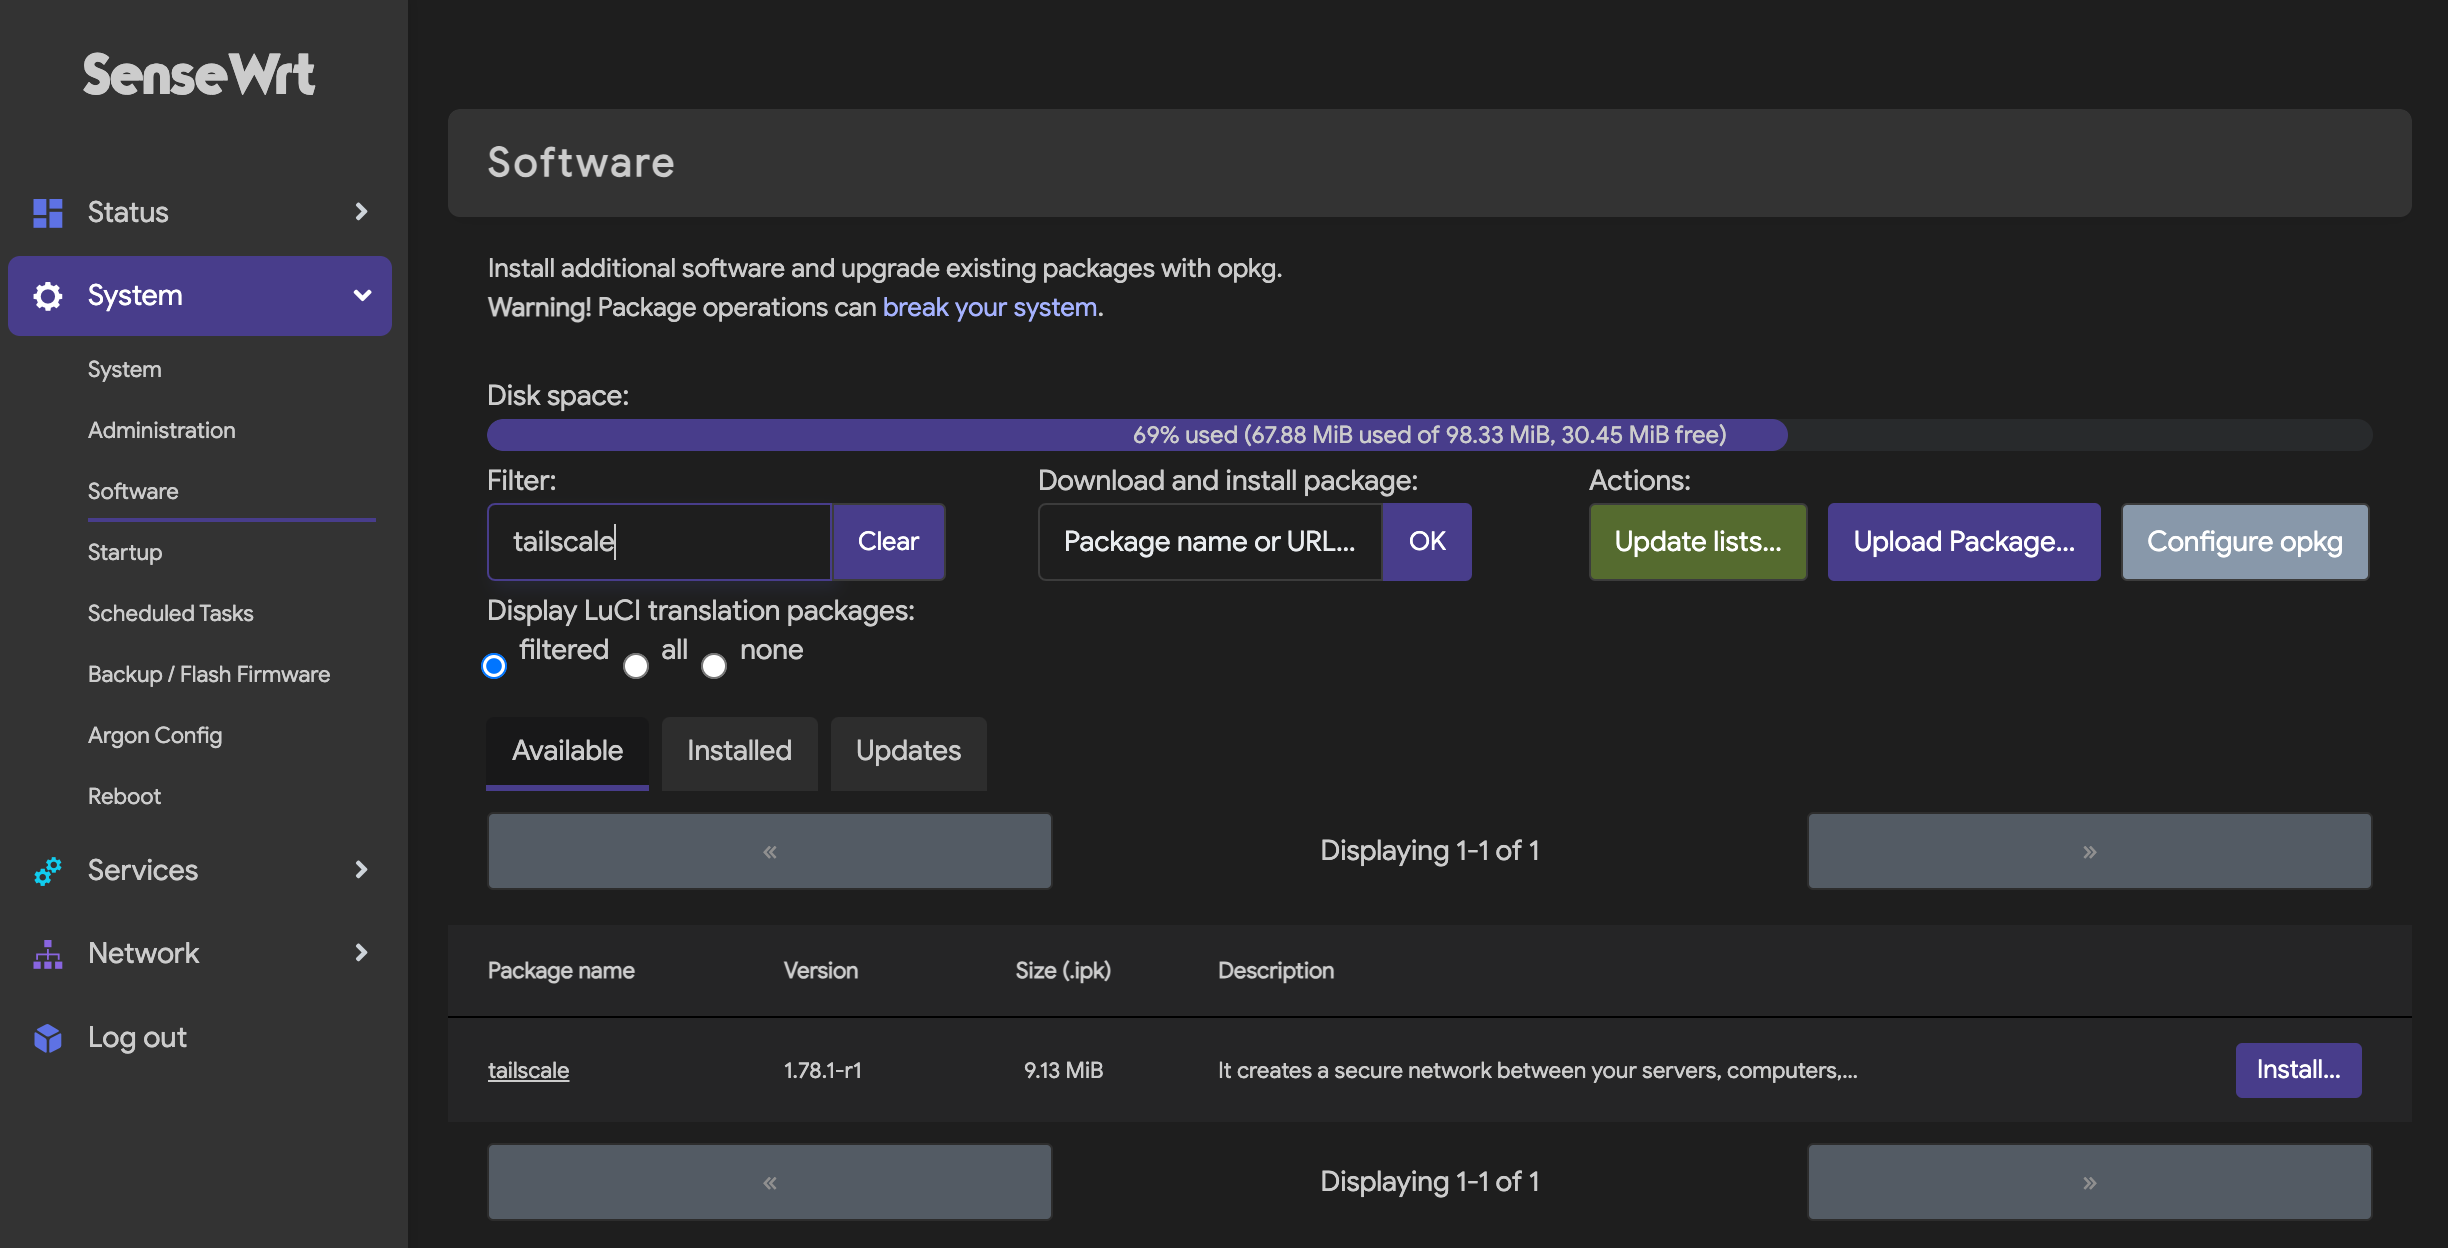 SenseWrt
Status
System
System
Administration
Software
Startup
Scheduled Tasks
Backup / Flash Firmware
Argon Config
Reboot
Services
Network
Log out
Software
Install additional software and upgrade existing packages with opkg.
Warning! Package operations can break your system.
Disk space:
69% used (67.88 MiB used of 98.33 MiB, 30.45 MiB free)
Filter:
tailscale
Clear
Download and install package:
Package name or URL...
OK
Actions:
Update lists...
Upload Package...
Configure opkg
Display LuCI translation packages:
filtered all none
Available Installed Updates
« Displaying 1-1 of 1 »
Package name Version Size (.ipk) Description
tailscale 1.78.1-r1 9.13 MiB It creates a secure network between your servers, computers,... Install...
« Displaying 1-1 of 1 »